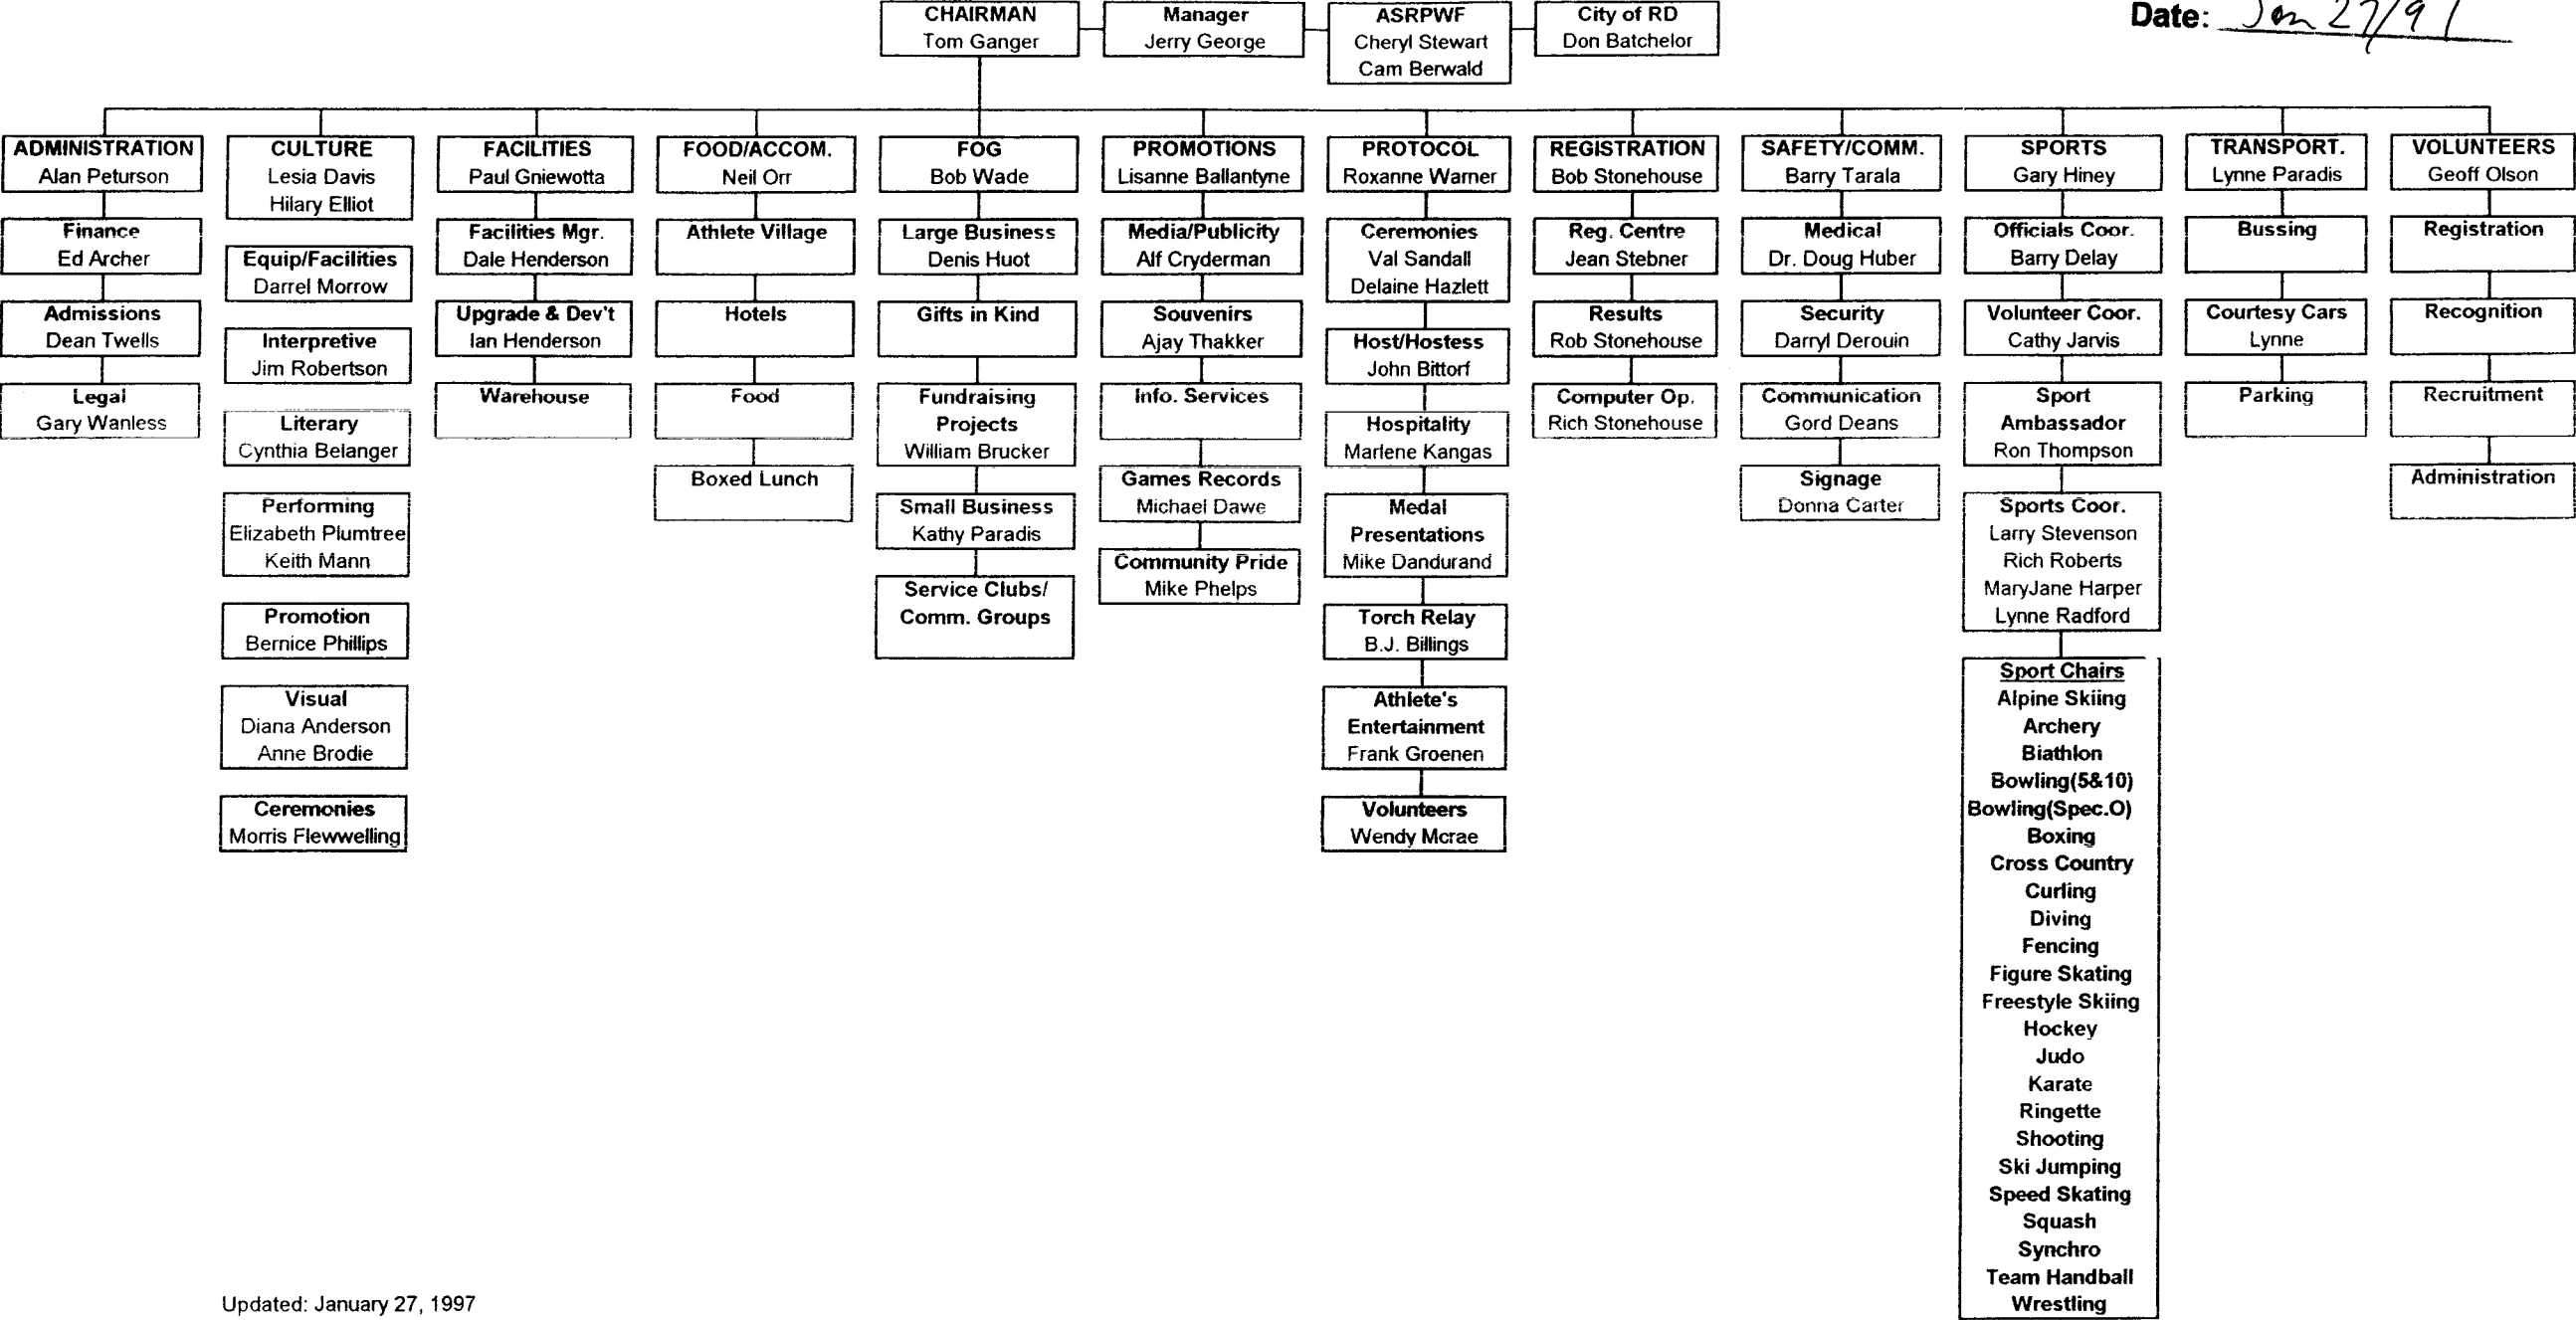 CHAIRMAN
Tom Ganger
Manager
Jerry George
ASRPWF
Cheryl Stewart
Cam Berwald
City of RD
Don Batchelor
Date: Jan 27/91
ADMINISTRATION
Alan Peturson
Finance
Ed Archer
Admissions
Dean Twells
Legal
Gary Wanless
CULTURE
Lesia Davis
Hilary Elliot
Equip/Facilities
Darrel Morrow
Interpretive
Jim Robertson
Literary
Cynthia Belanger
Performing
Elizabeth Plumtree
Keith Mann
Promotion
Bernice Phillips
Visual
Diana Anderson
Anne Brodie
Ceremonies
Morris Flewwelling
FACILITIES
Paul Gniewotta
Facilities Mgr.
Dale Henderson
Upgrade & Dev't
Ian Henderson
Warehouse
FOOD/ACCOM.
Neil Orr
Athlete Village
Hotels
Food
Boxed Lunch
FOG
Bob Wade
Large Business
Denis Huot
Gifts in Kind
Fundraising
Projects
William Brucker
Small Business
Kathy Paradis
Service Clubs/
Comm. Groups
PROMOTIONS
Lisanne Ballantyne
Media/Publicity
Alf Cryderman
Souvenirs
Ajay Thakker
Info. Services
Games Records
Michael Dawe
Community Pride
Mike Phelps
PROTOCOL
Roxanne Warner
Ceremonies
Val Sandall
Delaine Hazlett
Host/Hostess
John Bittorf
Hospitality
Marlene Kangas
Medal
Presentations
Mike Dandurand
Torch Relay
B.J. Billings
Athlete's
Entertainment
Frank Groenen
Volunteers
Wendy Mcrae
REGISTRATION
Bob Stonehouse
Reg. Centre
Jean Stebner
Results
Rob Stonehouse
Computer Op.
Rich Stonehouse
SAFETY/COMM.
Barry Tarala
Medical
Dr. Doug Huber
Security
Darryl Derouin
Communication
Gord Deans
Signage
Donna Carter
SPORTS
Gary Hiney
Officials Coor.
Barry Delay
Volunteer Coor.
Cathy Jarvis
Sport
Ambassador
Ron Thompson
Sports Coor.
Larry Stevenson
Rich Roberts
MaryJane Harper
Lynne Radford
Sport Chairs
Alpine Skiing
Archery
Biathlon
Bowling(5&10)
Bowling(Spec.O)
Boxing
Cross Country
Curling
Diving
Fencing
Figure Skating
Freestyle Skiing
Hockey
Judo
Karate
Ringette
Shooting
Ski Jumping
Speed Skating
Squash
Synchro
Team Handball
Wrestling
TRANSPORT.
Lynne Paradis
Bussing
Courtesy Cars
Lynne
Parking
VOLUNTEERS
Geoff Olson
Registration
Recognition
Recruitment
Administration
Updated: January 27, 1997